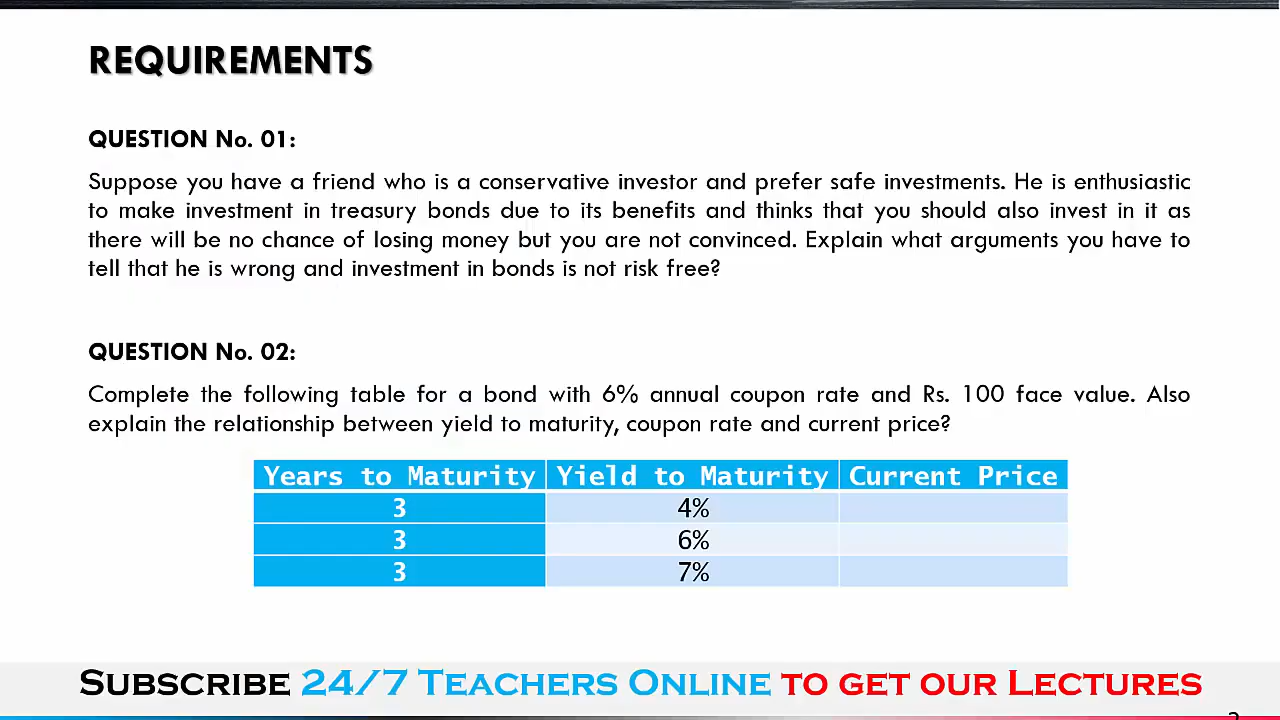 REQUIREMENTS
QUESTION No. 01:
Suppose you have a friend who is a conservative investor and prefer safe investments. He is enthusiastic
to make investment in treasury bonds due to its benefits and thinks that you should also invest in it as
there will be no chance of losing money but you are not convinced. Explain what arguments you have to
tell that he is wrong and investment in bonds is not risk free?
QUESTION No. 02:
Complete the following table for a bond with 6% annual coupon rate and Rs. 100 face value. Also
explain the relationship between yield to maturity, coupon rate and current price?
Years to Maturity Yield to Maturity Current Price
3 4%
3 6%
3 7%
SUBSCRIBE 24/7 TEACHERS ONLINE TO GET OUR LECTURES